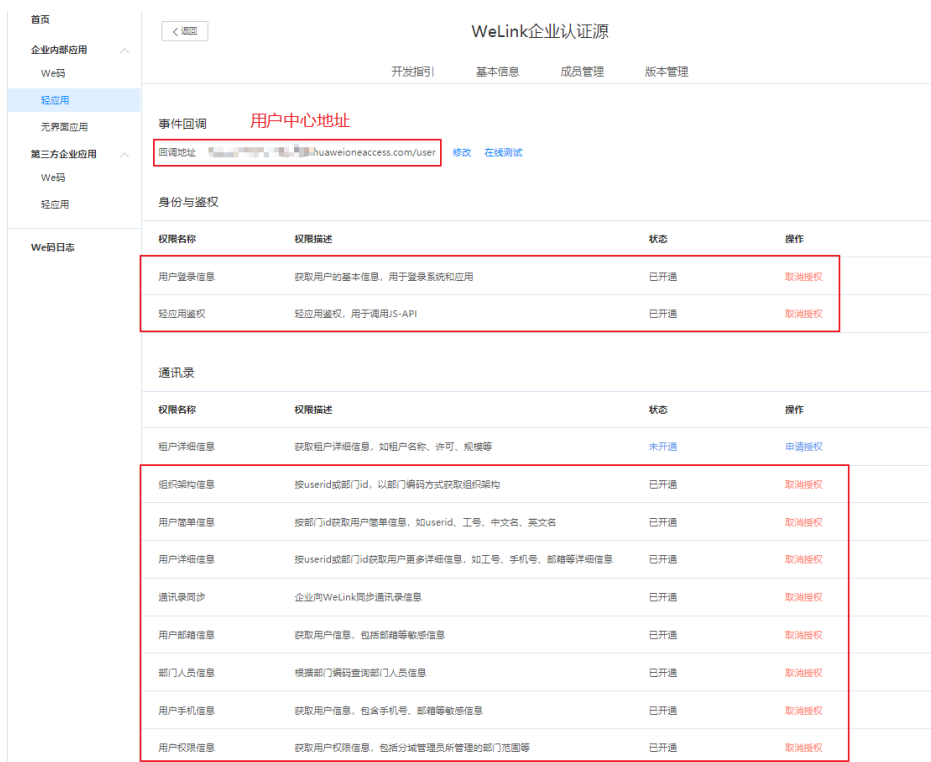 首页
企业内部应用
We码
轻应用
无界面应用
第三方企业应用
We码
轻应用
We码日志
< 返回
WeLink企业认证源
开发指引 基本信息 成员管理 版本管理
事件回调 用户中心地址
回调地址 huaweioneaccess.com/user 修改 在线测试
身份与鉴权
权限名称 权限描述 状态 操作
用户登录信息 获取用户的基本信息，用于登录系统和应用 已开通 取消授权
轻应用鉴权 轻应用鉴权，用于调用JS-API 已开通 取消授权
通讯录
权限名称 权限描述 状态 操作
租户详细信息 获取租户详细信息，如租户名称、许可、规模等 未开通 申请授权
组织架构信息 按userid或部门id，以部门编码方式获取组织架构 已开通 取消授权
用户简单信息 按部门id获取用户简单信息，如userid、工号、中文名、英文名 已开通 取消授权
用户详细信息 按userid或部门id获取用户更多详细信息，如工号、手机号、邮箱等详细信息 已开通 取消授权
通讯录同步 企业向WeLink同步通讯录信息 已开通 取消授权
用户邮箱信息 获取用户信息，包括邮箱等敏感信息 已开通 取消授权
部门人员信息 根据部门编码查询部门人员信息 已开通 取消授权
用户手机信息 获取用户信息，包含手机号、邮箱等敏感信息 已开通 取消授权
用户权限信息 获取用户权限信息，包括分域管理员所管理的部门范围等 已开通 取消授权